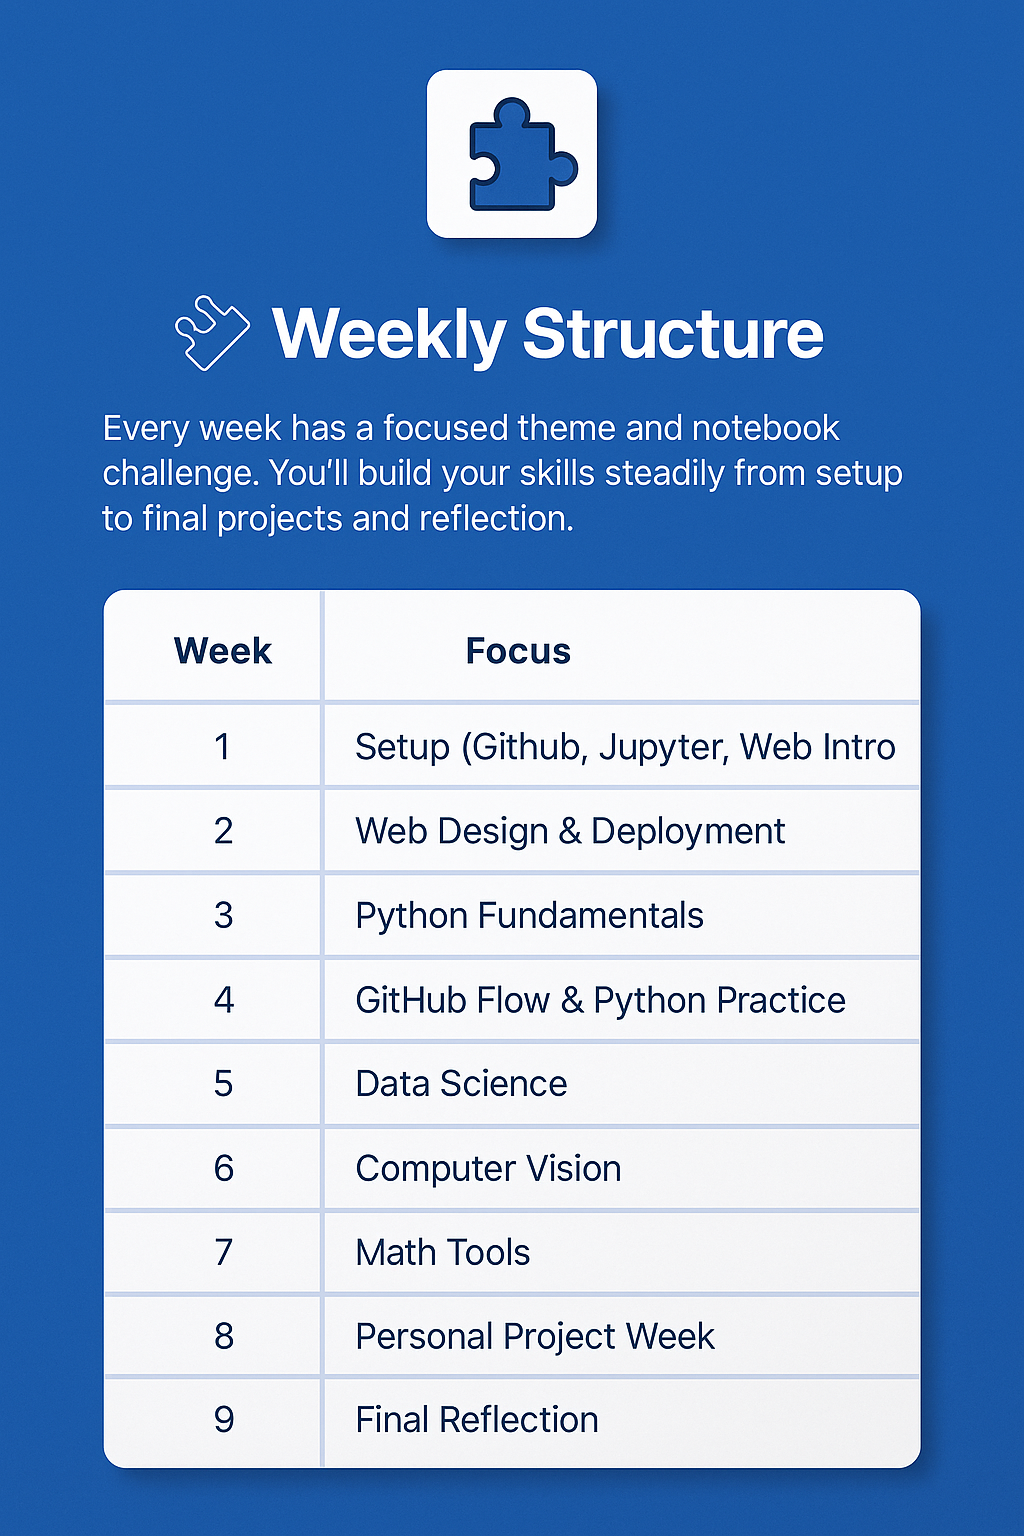 Weekly Structure
Every week has a focused theme and notebook
challenge. You'll build your skills steadily from setup
to final projects and reflection.
Week Focus
1 Setup (Github, Jupyter, Web Intro
2 Web Design & Deployment
3 Python Fundamentals
4 GitHub Flow & Python Practice
5 Data Science
6 Computer Vision
7 Math Tools
8 Personal Project Week
9 Final Reflection